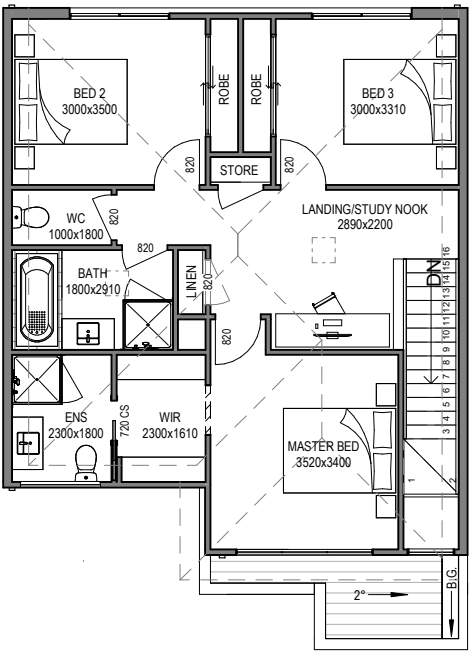 BED 2
3000x3500
ROBE
ROBE
BED 3
3000x3310
820
STORE
820
WC
1000x1800
820
LANDING/STUDY NOOK
2890x2200
820
BATH
1800x2910
LINEN
820
DN
16
15
14
13
12
11
10
9
8
7
6
5
4
3
2
1
820
ENS
2300x1800
720 CS
WIR
2300x1610
MASTER BED
3520x3400
2°
B.G.